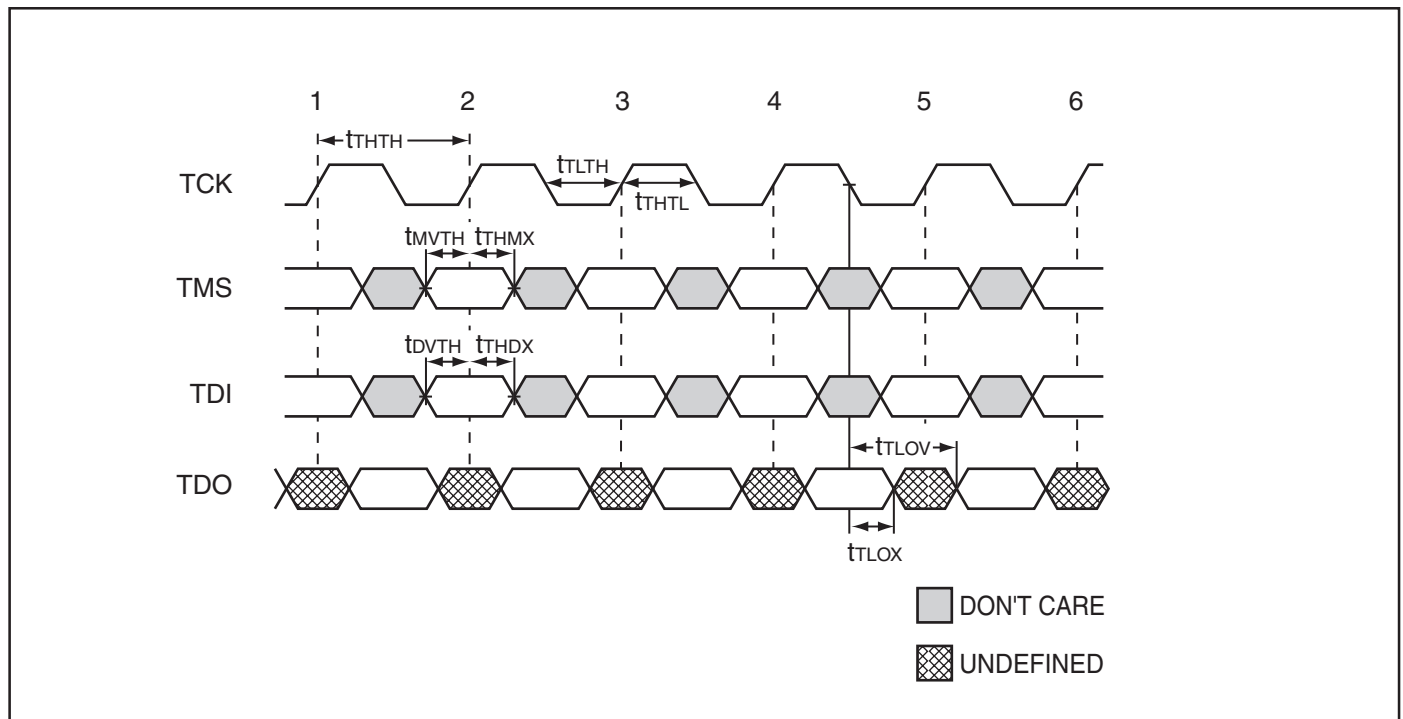 1 2 3 4 5 6
tTHTH
tTLTH
TCK
tTHTL
tMVTH tTHMX
TMS
tDVTH tTHDX
TDI
tTLOV
TDO
tTLOX
DON'T CARE
UNDEFINED